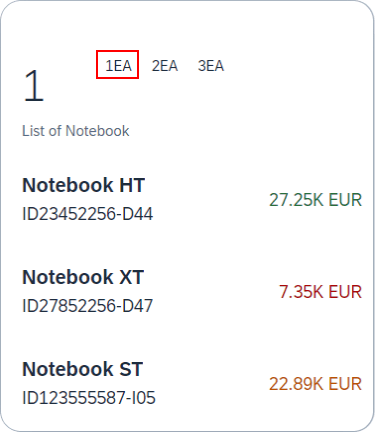 1EA 2EA 3EA
1
List of Notebook
Notebook HT
ID23452256-D44
27.25K EUR
Notebook XT
ID27852256-D47
7.35K EUR
Notebook ST
ID123555587-I05
22.89K EUR